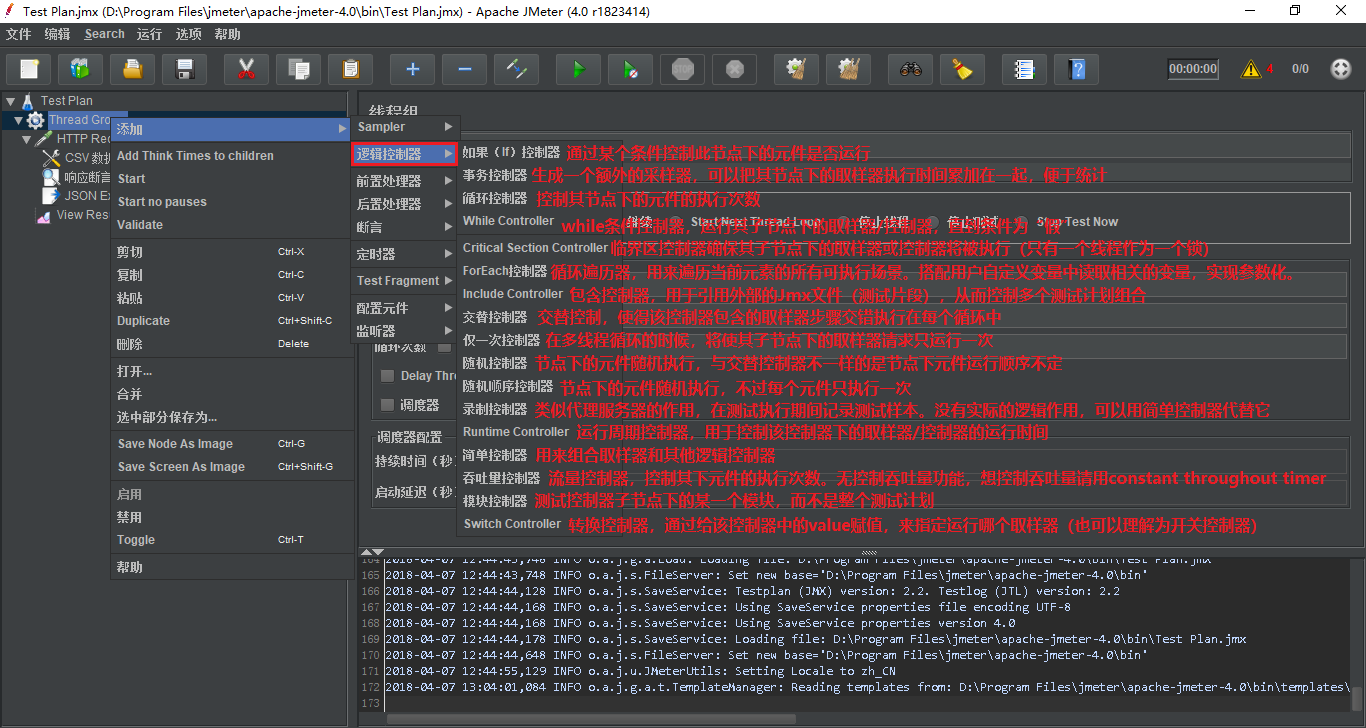 Test Plan.jmx (D:\Program Files\jmeter\apache-jmeter-4.0\bin\Test Plan.jmx) - Apache JMeter (4.0 r1823414)
文件 编辑 Search 运行 选项 帮助
STOP
00:00:00 4 0/0
Test Plan
Thread Gro
HTTP Rec
CSV 数据
响应断言
JSON Ex
View Resu
添加
Add Think Times to children
Start
Start no pauses
Validate
剪切 Ctrl-X
复制 Ctrl-C
粘贴 Ctrl-V
Duplicate Ctrl+Shift-C
删除 Delete
打开...
合并
选中部分保存为...
Save Node As Image Ctrl-G
Save Screen As Image Ctrl+Shift-G
启用
禁用
Toggle Ctrl-T
帮助
Sampler
逻辑控制器
前置处理器
后置处理器
断言
定时器
Test Fragment
配置元件
监听器
线程组
继续 Start Next Thread Loop 停止线程 停止测试 Stop Test Now
循环次数
Delay Thre
调度器
调度器配置
持续时间（秒）
启动延迟（秒）
如果（If）控制器 通过某个条件控制此节点下的元件是否运行
事务控制器 生成一个额外的采样器，可以把其节点下的取样器执行时间累加在一起，便于统计
循环控制器 控制其节点下的元件的执行次数
While Controller while条件控制器，运行其子节点下的取样器/控制器，直到条件为“假
Critical Section Controller 临界区控制器确保其子节点下的取样器或控制器将被执行（只有一个线程作为一个锁）
ForEach控制器 循环遍历器，用来遍历当前元素的所有可执行场景。搭配用户自定义变量中读取相关的变量，实现参数化。
Include Controller 包含控制器，用于引用外部的Jmx文件（测试片段），从而控制多个测试计划组合
交替控制器 交替控制，使得该控制器包含的取样器步骤交错执行在每个循环中
仅一次控制器 在多线程循环的时候，将使其子节点下的取样器请求只运行一次
随机控制器 节点下的元件随机执行，与交替控制器不一样的是节点下元件运行顺序不定
随机顺序控制器 节点下的元件随机执行，不过每个元件只执行一次
录制控制器 类似代理服务器的作用，在测试执行期间记录测试样本。没有实际的逻辑作用，可以用简单控制器代替它
Runtime Controller 运行周期控制器，用于控制该控制器下的取样器/控制器的运行时间
简单控制器 用来组合取样器和其他逻辑控制器
吞吐量控制器 流量控制器，控制其下元件的执行次数。无控制吞吐量功能，想控制吞吐量请用constant throughout timer
模块控制器 测试控制器子节点下的某一个模块，而不是整个测试计划
Switch Controller 转换控制器，通过给该控制器中的value赋值，来指定运行哪个取样器（也可以理解为开关控制器）
164 2018-04-07 12:44:43,748 INFO o.a.j.g.a.Load: Loading file: D:\Program Files\jmeter\apache-jmeter-4.0\bin\Test Plan.jmx
165 2018-04-07 12:44:43,748 INFO o.a.j.s.FileServer: Set new base='D:\Program Files\jmeter\apache-jmeter-4.0\bin'
166 2018-04-07 12:44:44,128 INFO o.a.j.s.SaveService: Testplan (JMX) version: 2.2. Testlog (JTL) version: 2.2
167 2018-04-07 12:44:44,168 INFO o.a.j.s.SaveService: Using SaveService properties file encoding UTF-8
168 2018-04-07 12:44:44,168 INFO o.a.j.s.SaveService: Using SaveService properties version 4.0
169 2018-04-07 12:44:44,178 INFO o.a.j.s.SaveService: Loading file: D:\Program Files\jmeter\apache-jmeter-4.0\bin\Test Plan.jmx
170 2018-04-07 12:44:44,648 INFO o.a.j.s.FileServer: Set new base='D:\Program Files\jmeter\apache-jmeter-4.0\bin'
171 2018-04-07 12:44:55,129 INFO o.a.j.u.JMeterUtils: Setting Locale to zh_CN
172 2018-04-07 13:04:01,084 INFO o.a.j.g.a.t.TemplateManager: Reading templates from: D:\Program Files\jmeter\apache-jmeter-4.0\bin\templates\
173